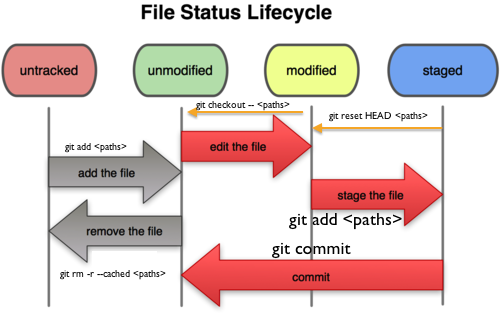 File Status Lifecycle
untracked
unmodified
modified
staged
git checkout -- <paths>
git reset HEAD <paths>
git add <paths>
edit the file
add the file
stage the file
git add <paths>
remove the file
git commit
git rm -r --cached <paths>
commit